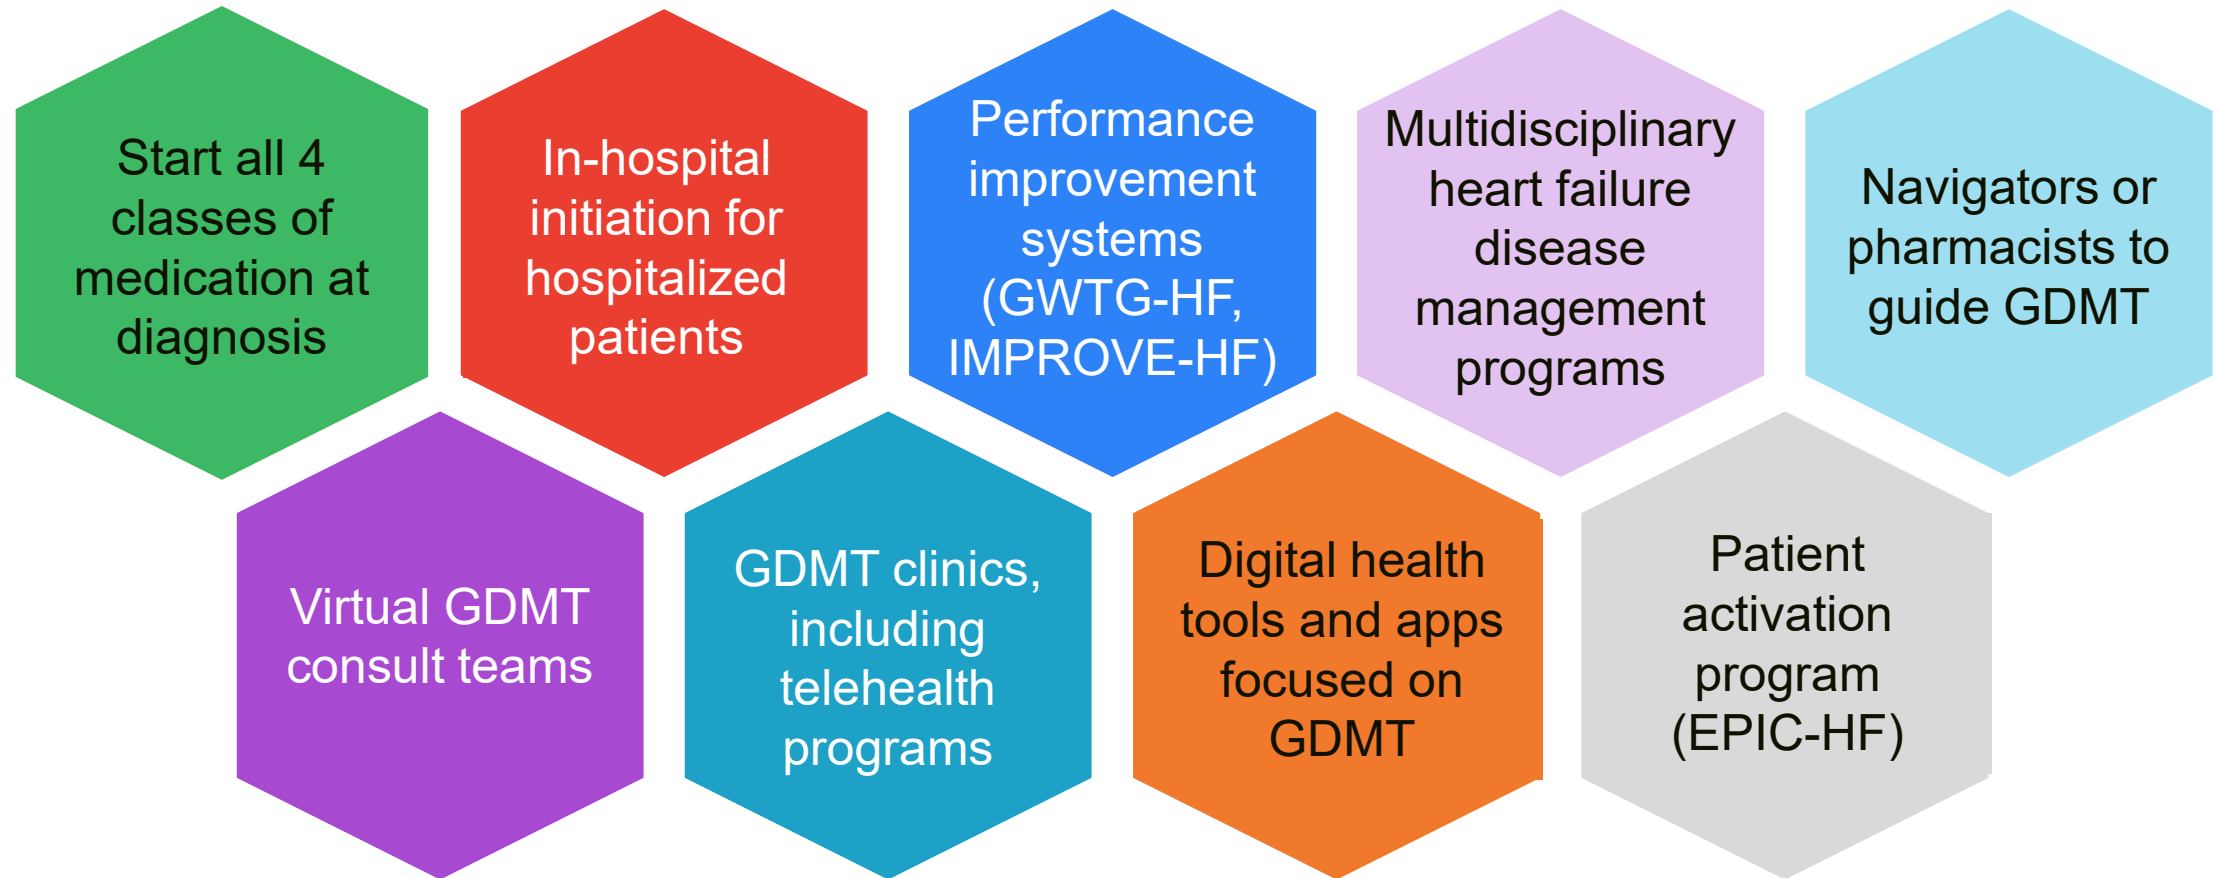 Start all 4
classes of
medication at
diagnosis
In-hospital
initiation for
hospitalized
patients
Performance
improvement
systems
(GWTG-HF,
IMPROVE-HF)
Multidisciplinary
heart failure
disease
management
programs
Navigators or
pharmacists to
guide GDMT
Virtual GDMT
consult teams
GDMT clinics,
including
telehealth
programs
Digital health
tools and apps
focused on
GDMT
Patient
activation
program
(EPIC-HF)